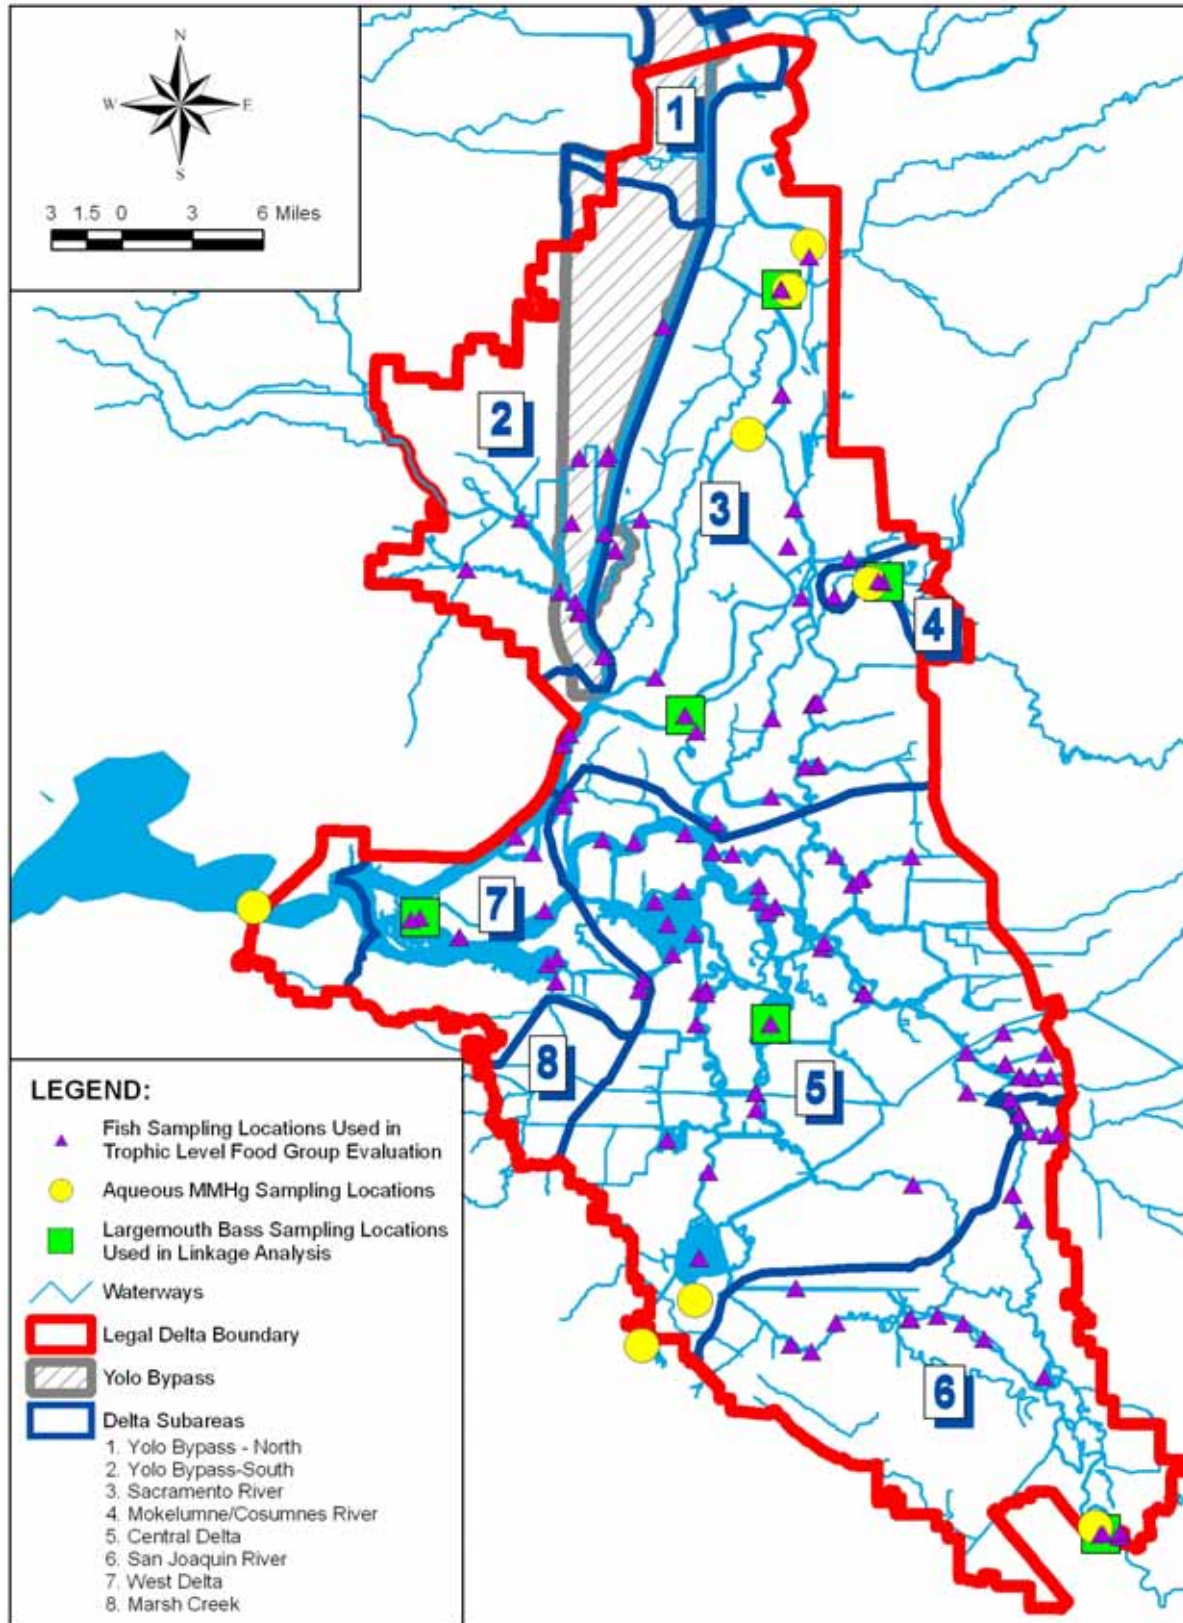 N
W E
S
3 1.5 0 3 6 Miles
1
2
3
4
7
8
5
6
LEGEND:
Fish Sampling Locations Used in
Trophic Level Food Group Evaluation
Aqueous MMHg Sampling Locations
Largemouth Bass Sampling Locations
Used in Linkage Analysis
Waterways
Legal Delta Boundary
Yolo Bypass
Delta Subareas
1. Yolo Bypass - North
2. Yolo Bypass-South
3. Sacramento River
4. Mokelumne/Cosumnes River
5. Central Delta
6. San Joaquin River
7. West Delta
8. Marsh Creek